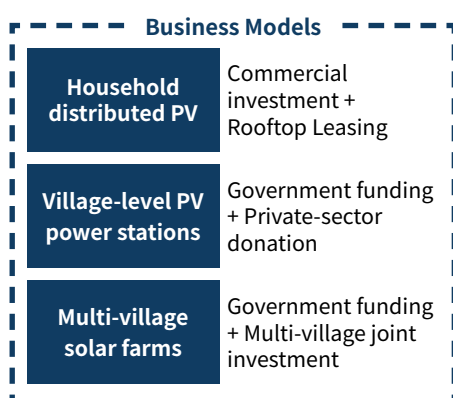 Business Models
Household
distributed PV
Commercial
investment +
Rooftop Leasing
Village-level PV
power stations
Government funding
+ Private-sector
donation
Multi-village
solar farms
Government funding
+ Multi-village joint
investment